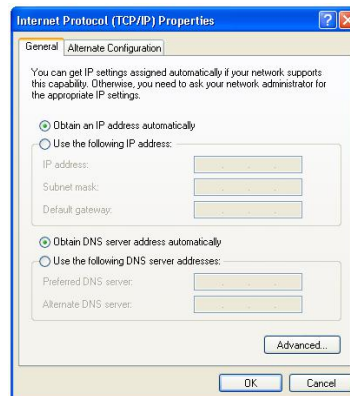 Internet Protocol (TCP/IP) Properties
General Alternate Configuration
You can get IP settings assigned automatically if your network supports
this capability. Otherwise, you need to ask your network administrator for
the appropriate IP settings.
Obtain an IP address automatically
Use the following IP address:
IP address:
Subnet mask:
Default gateway:
Obtain DNS server address automatically
Use the following DNS server addresses:
Preferred DNS server:
Alternate DNS server:
Advanced...
OK Cancel